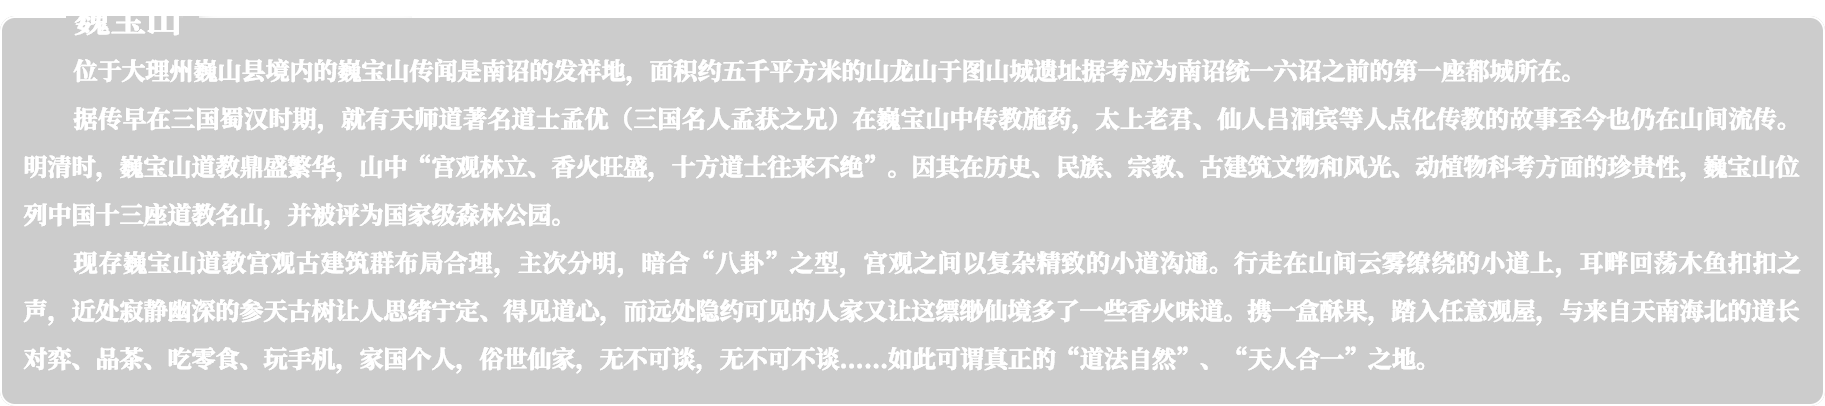 巍宝山
位于大理州巍山县境内的巍宝山传闻是南诏的发祥地，面积约五千平方米的山龙山于图山城遗址据考应为南诏统一六诏之前的第一座都城所在。
据传早在三国蜀汉时期，就有天师道著名道士孟优（三国名人孟获之兄）在巍宝山中传教施药，太上老君、仙人吕洞宾等人点化传教的故事至今也仍在山间流传。
明清时，巍宝山道教鼎盛繁华，山中“宫观林立、香火旺盛，十方道士往来不绝”。因其在历史、民族、宗教、古建筑文物和风光、动植物科考方面的珍贵性，巍宝山位
列中国十三座道教名山，并被评为国家级森林公园。
现存巍宝山道教宫观古建筑群布局合理，主次分明，暗合“八卦”之型，宫观之间以复杂精致的小道沟通。行走在山间云雾缭绕的小道上，耳畔回荡木鱼扣扣之
声，近处寂静幽深的参天古树让人思绪宁定、得见道心，而远处隐约可见的人家又让这缥缈仙境多了一些香火味道。携一盒酥果，踏入任意观屋，与来自天南海北的道长
对弈、品茶、吃零食、玩手机，家国个人，俗世仙家，无不可谈，无不可不谈……如此可谓真正的“道法自然”、“天人合一”之地。